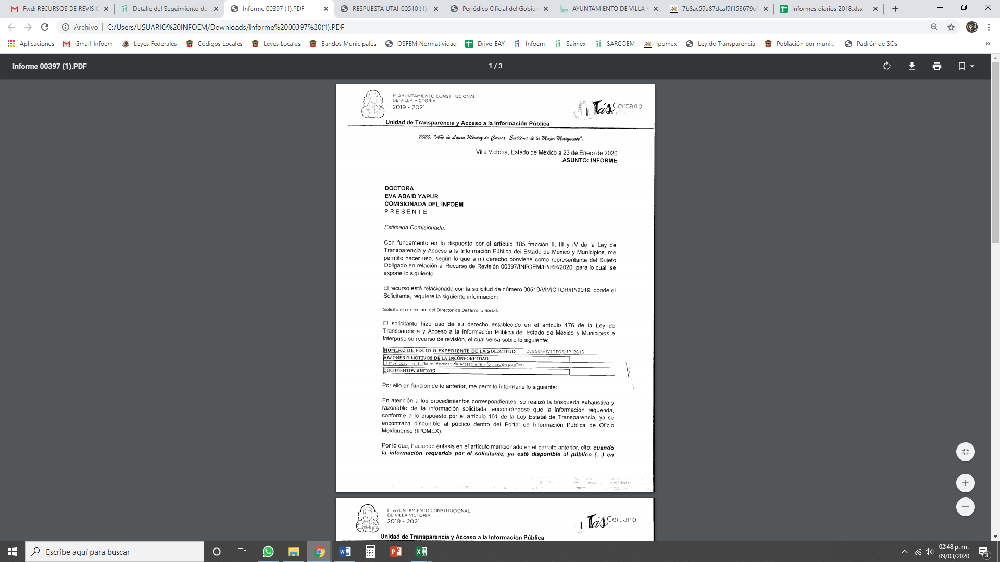 Fwd: RECURSOS DE REVISIÓ
Detalle del Seguimiento de
Informe 00397 (1).PDF
RESPUESTA UTAI-00510 (1).
Periódico Oficial del Gobier
AYUNTAMIENTO DE VILLA V
7b8ac59a87dcaf9f153679ef
informes diarios 2018.xlsx -
Archivo
C:/Users/USUARIO%20INFOEM/Downloads/Informe%2000397%20(1).PDF
Aplicaciones
Gmail-Infoem
Leyes Federales
Códigos Locales
Leyes Locales
Bandos Municipales
OSFEM Normatividad
Drive-EAY
Infoem
Saimex
SARCOEM
Ipomex
Ley de Transparencia
Población por muni...
Padrón de SOs
»
Informe 00397 (1).PDF
1 / 3
H. AYUNTAMIENTO CONSTITUCIONAL
DE VILLA VICTORIA
2019 - 2021
Más Cercano
a la
Unidad de Transparencia y Acceso a la Información Pública
2020. "Año de Laura Méndez de Cuenca; Emblema de la Mujer Mexiquense".
Villa Victoria, Estado de México a 23 de Enero de 2020
ASUNTO: INFORME
DOCTORA
EVA ABAID YAPUR
COMISIONADA DEL INFOEM
P R E S E N T E
Estimada Comisionada:
Con fundamento en lo dispuesto por el artículo 185 fracción II, III y IV de la Ley de
Transparencia y Acceso a la Información Pública del Estado de México y Municipios, me
permito hacer uso, según lo que a mi derecho conviene como representante del Sujeto
Obligado en relación al Recurso de Revisión 00397/INFOEM/IP/RR/2020, para lo cual, se
expone lo siguiente.
El recurso está relacionado con la solicitud de número 00510/VIVICTOR/IP/2019, donde el
Solicitante, requiere la siguiente información:
Solicito el curriculum del Director de Desarrollo Social.
El solicitante hizo uso de su derecho establecido en el artículo 176 de la Ley de
Transparencia y Acceso a la Información Pública del Estado de México y Municipios e
interpuso su recurso de revisión, el cual versa sobre lo siguiente:
NÚMERO DE FOLIO O EXPEDIENTE DE LA SOLICITUD 00510/VIVICTOR/IP/2019
RAZONES O MOTIVOS DE LA INCONFORMIDAD
El municipio me limita mi derecho de acceso a la información pública.
DOCUMENTOS ANEXOS
Por ello en función de lo anterior, me permito informarle lo siguiente:
En atención a los procedimientos correspondientes, se realizó la búsqueda exhaustiva y
razonable de la información solicitada, encontrándose que la información requerida,
conforme a lo dispuesto por el artículo 161 de la Ley Estatal de Transparencia, ya se
encontraba disponible al público dentro del Portal de Información Pública de Oficio
Mexiquense (IPOMEX).
Por lo que, haciendo énfasis en el artículo mencionado en el párrafo anterior, cito: cuando
la información requerida por el solicitante, ya esté disponible al público (...) en
H. AYUNTAMIENTO CONSTITUCIONAL
DE VILLA VICTORIA
2019 - 2021
Más Cercano
a la
Unidad de Transparencia y Acceso a la Información Pública
Escribe aquí para buscar
02:48 p. m.
09/03/2020
3